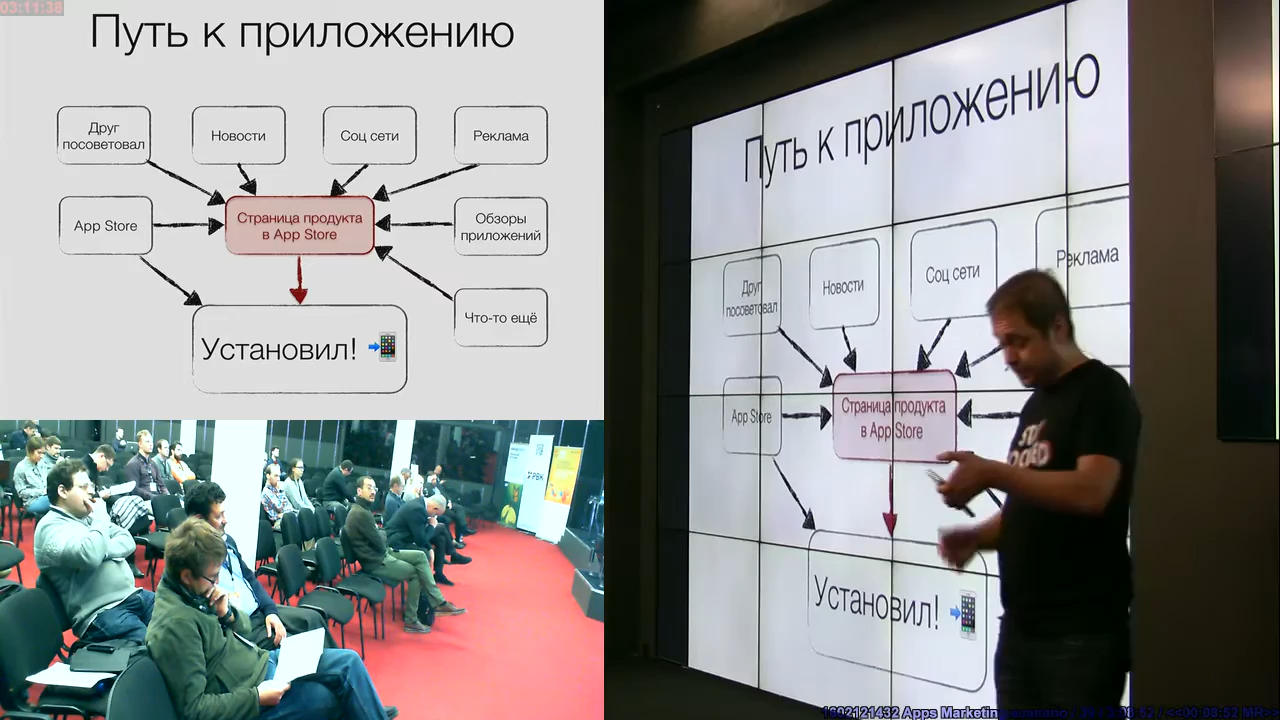 03:11:38
Путь к приложению
Друг
посоветовал
Новости
Соц сети
Реклама
App Store
Страница продукта
в App Store
Обзоры
приложений
Что-то ещё
Установил!
РБК
Путь к приложению
Друг
посоветовал
Новости
Соц сети
Реклама
App Store
Страница продукта
в App Store
Установил!
Apps Marketing